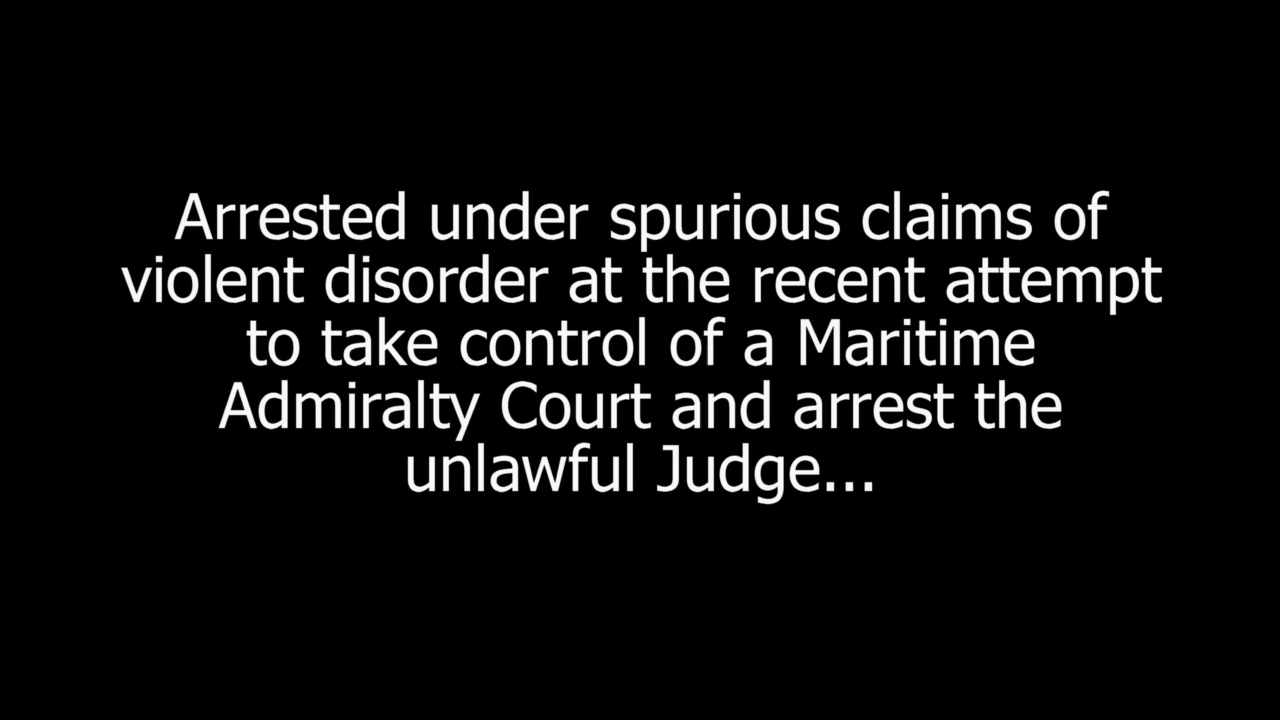 Arrested under spurious claims of
violent disorder at the recent attempt
to take control of a Maritime
Admiralty Court and arrest the
unlawful Judge...